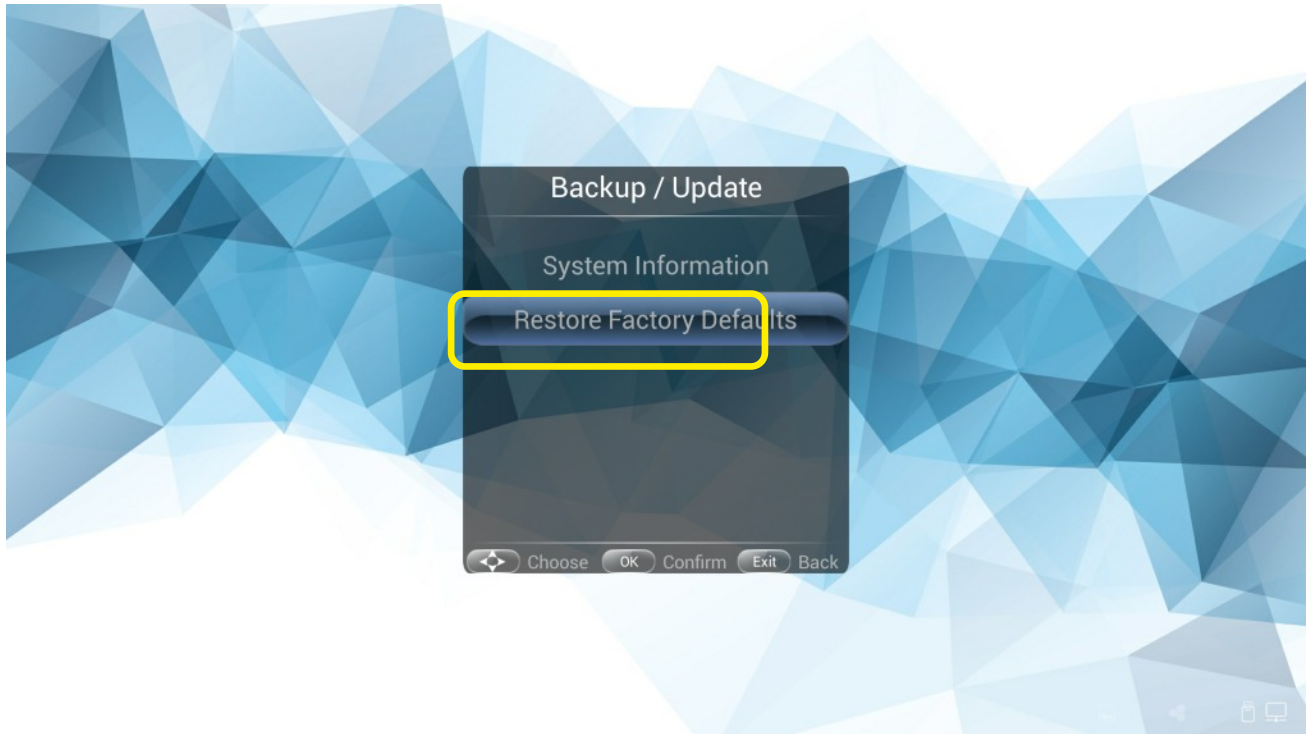 Backup / Update
System Information
Restore Factory Defaults
Choose OK Confirm Exit Back